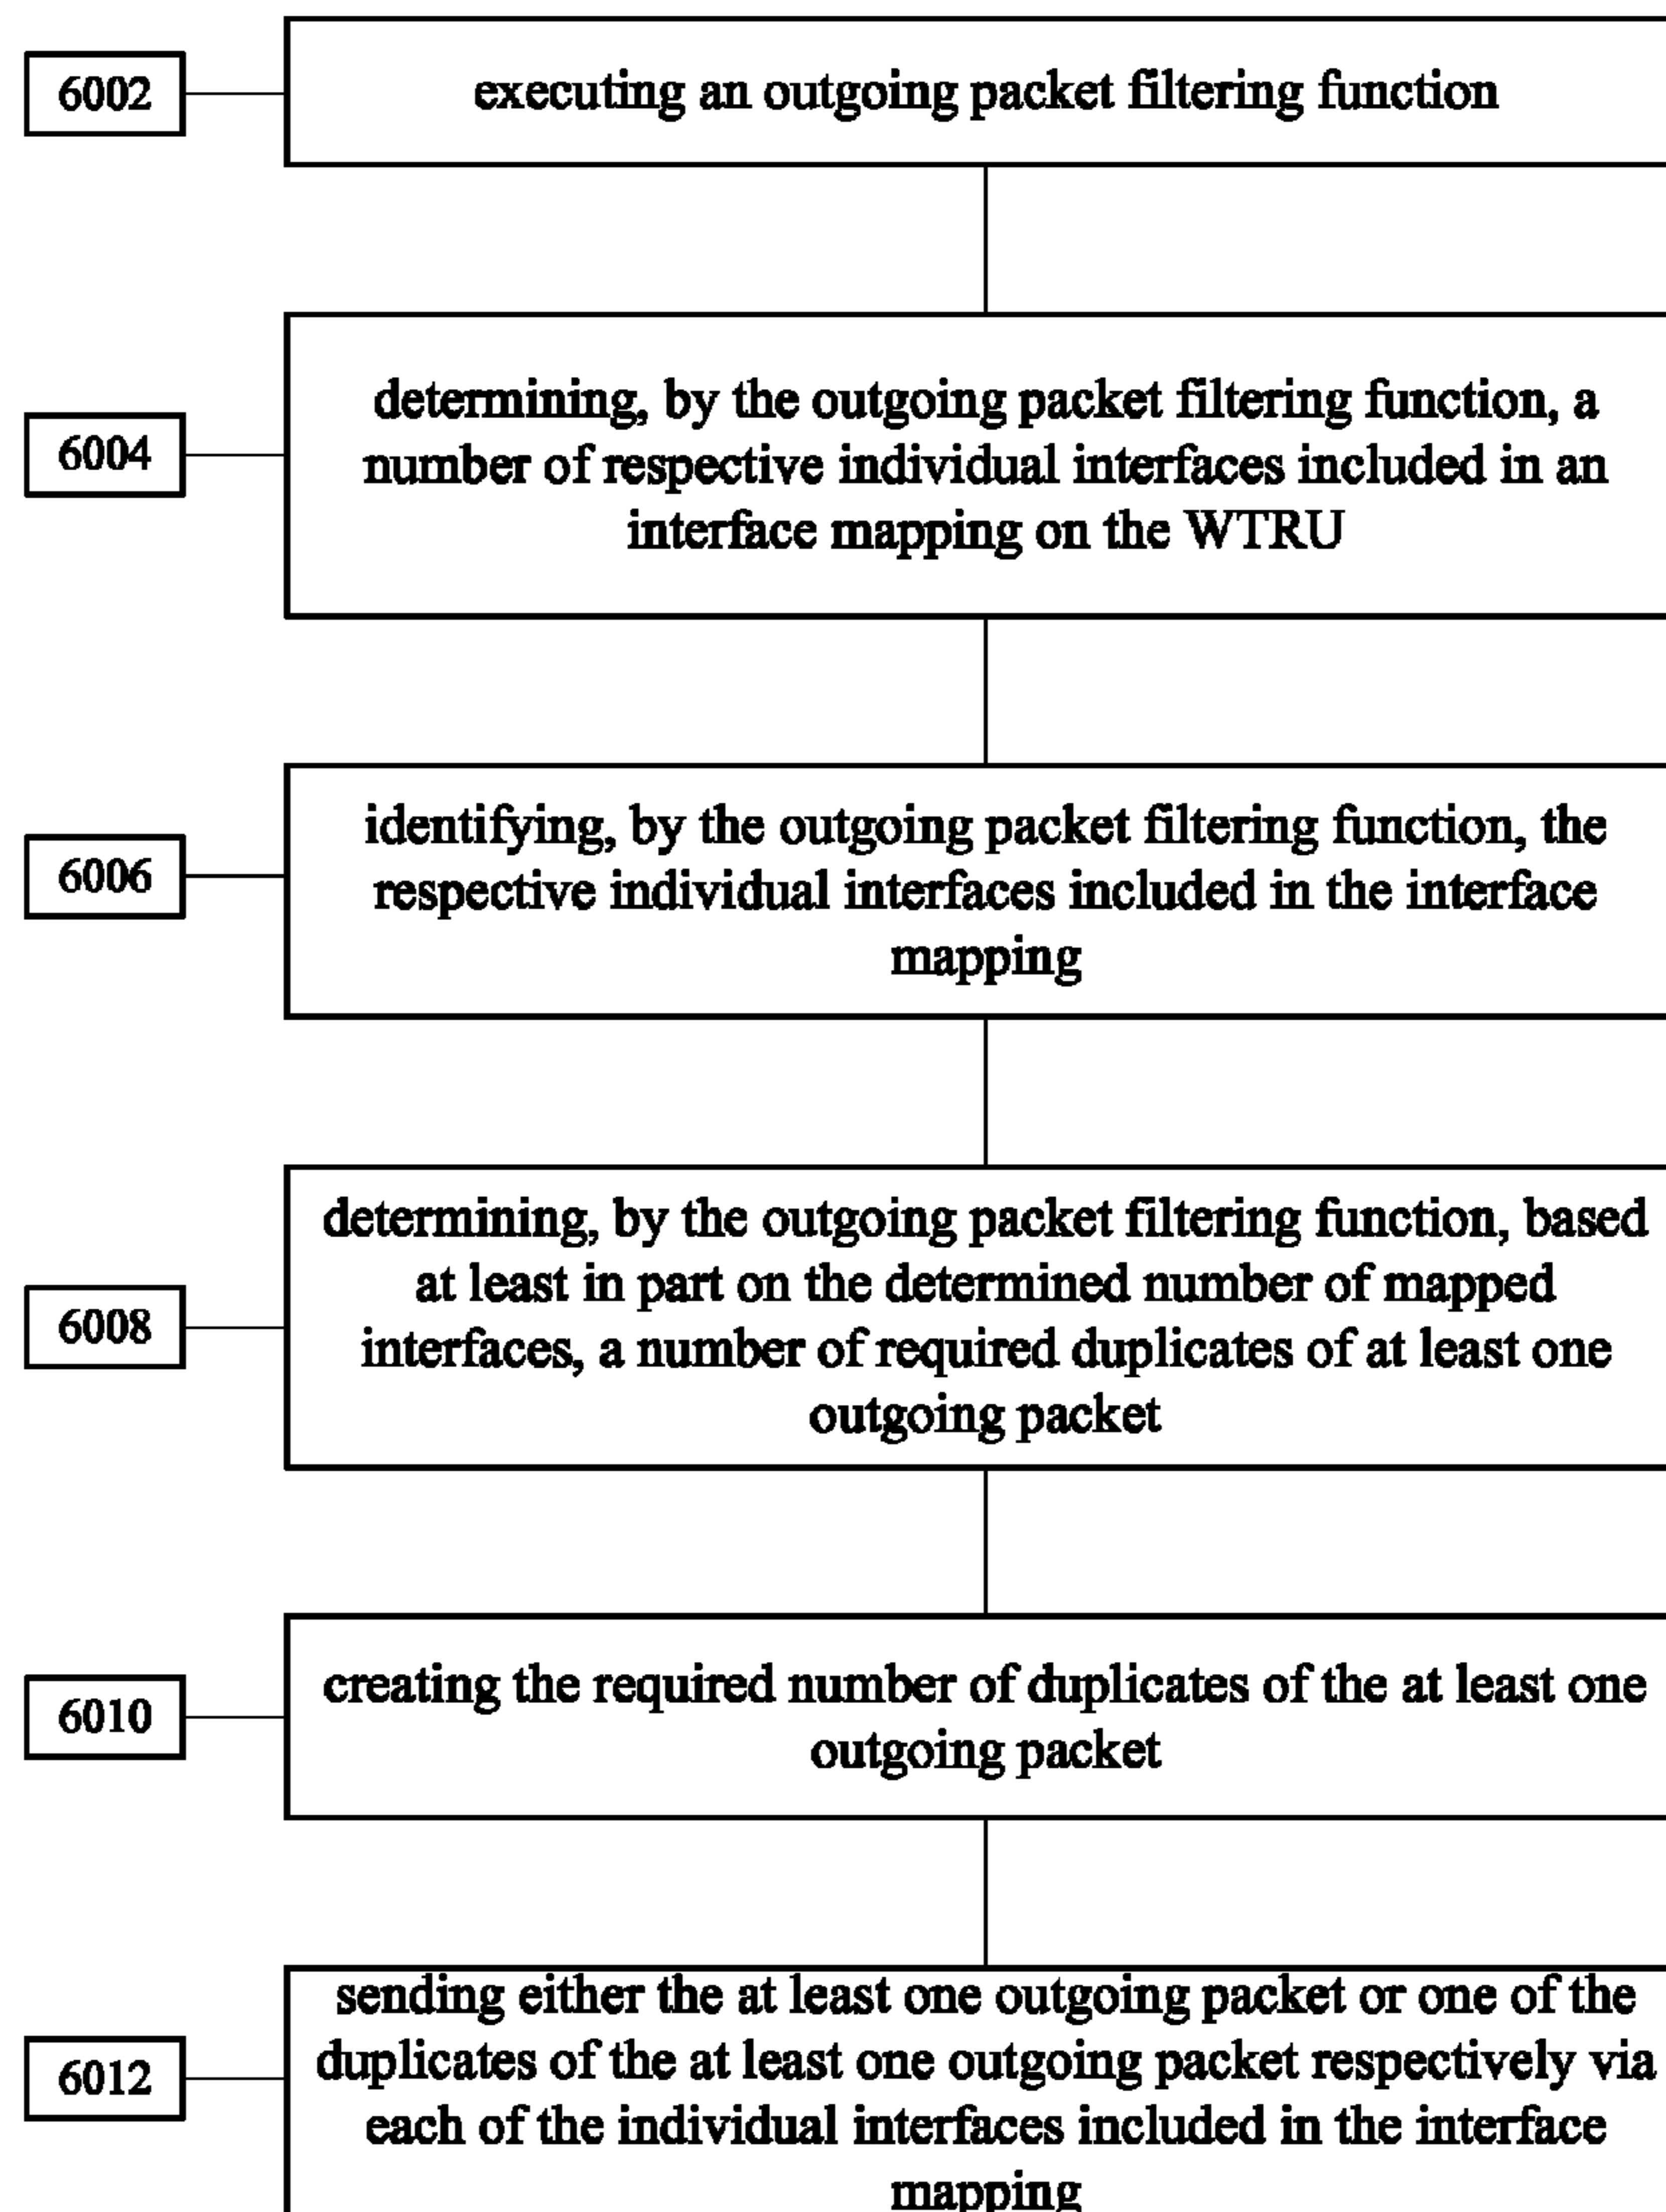 6002
executing an outgoing packet filtering function
6004
determining, by the outgoing packet filtering function, a
number of respective individual interfaces included in an
interface mapping on the WTRU
6006
identifying, by the outgoing packet filtering function, the
respective individual interfaces included in the interface
mapping
6008
determining, by the outgoing packet filtering function, based
at least in part on the determined number of mapped
interfaces, a number of required duplicates of at least one
outgoing packet
6010
creating the required number of duplicates of the at least one
outgoing packet
6012
sending either the at least one outgoing packet or one of the
duplicates of the at least one outgoing packet respectively via
each of the individual interfaces included in the interface
mapping